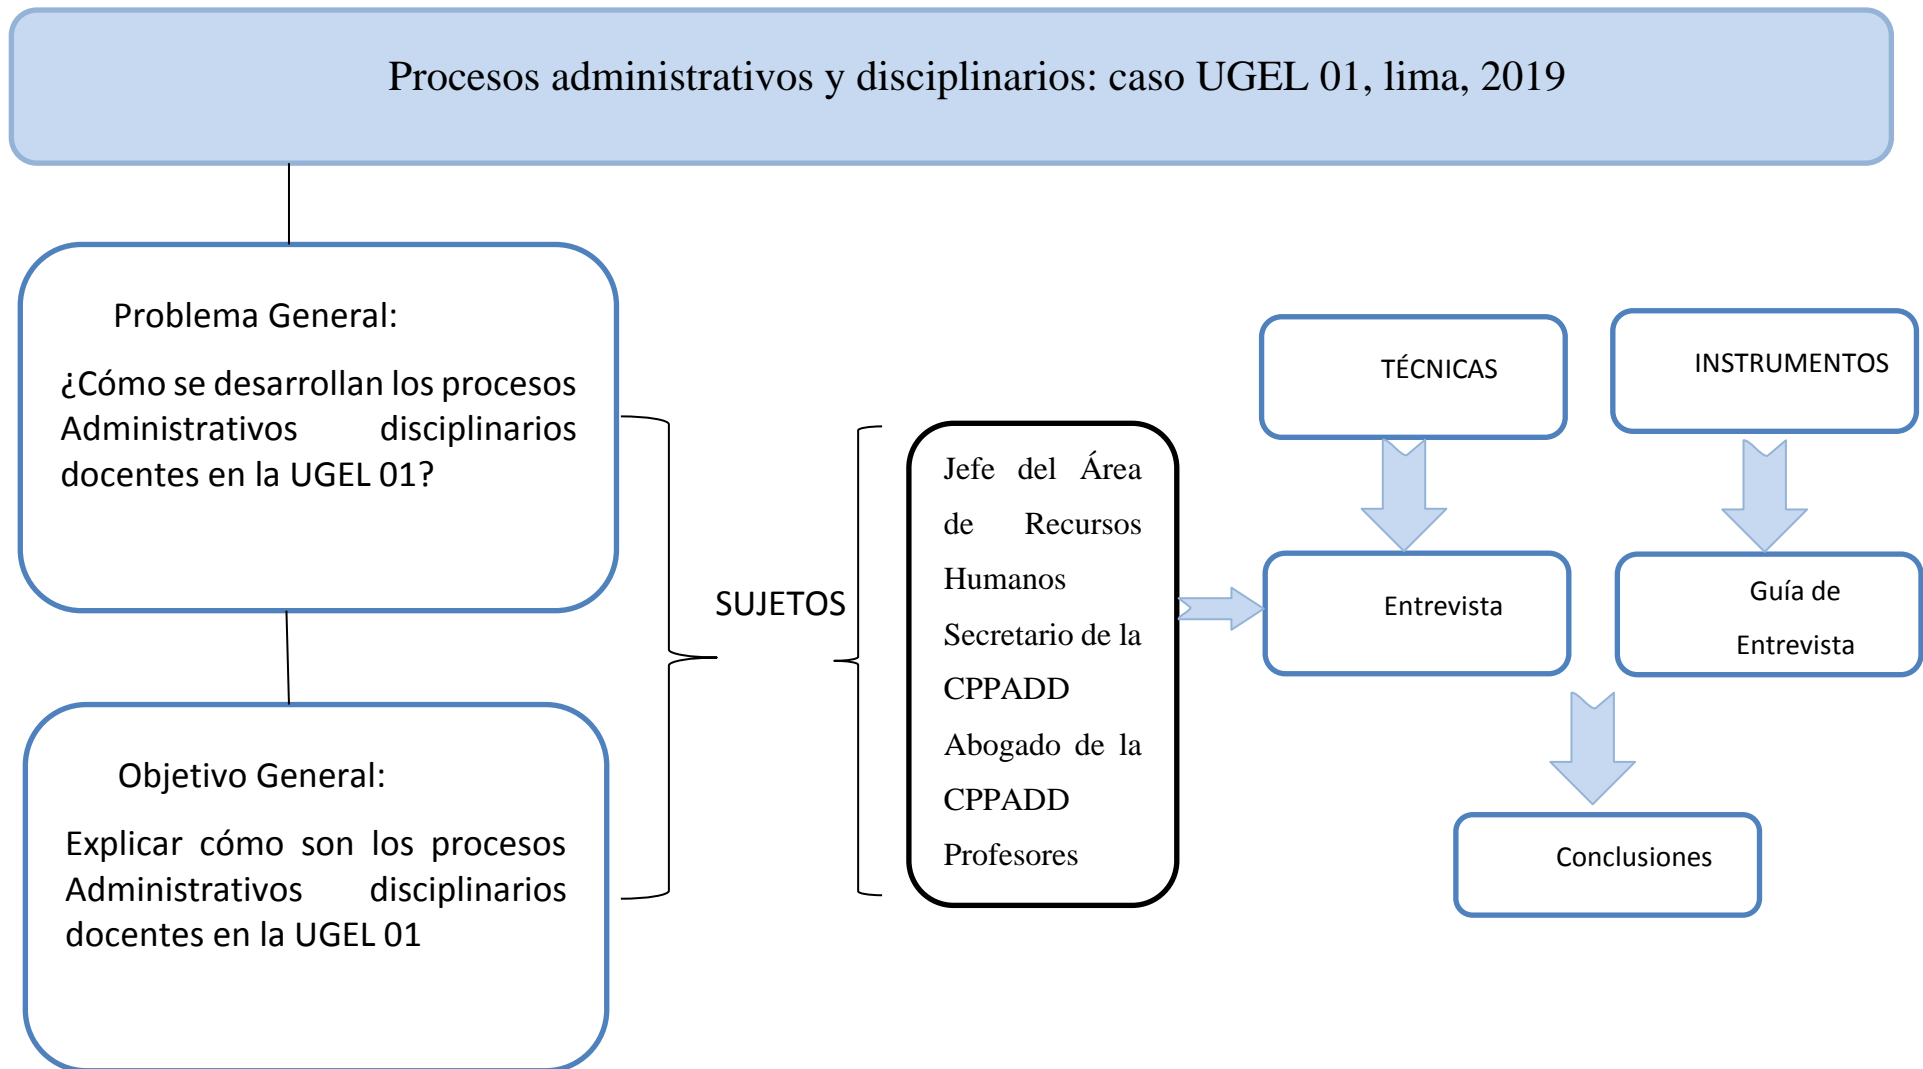 Procesos administrativos y disciplinarios: caso UGEL 01, lima, 2019
Problema General:
¿Cómo se desarrollan los procesos
Administrativos disciplinarios
docentes en la UGEL 01?
Objetivo General:
Explicar cómo son los procesos
Administrativos disciplinarios
docentes en la UGEL 01
SUJETOS
Jefe del Área
de Recursos
Humanos
Secretario de la
CPPADD
Abogado de la
CPPADD
Profesores
TÉCNICAS
INSTRUMENTOS
Entrevista
Guía de
Entrevista
Conclusiones